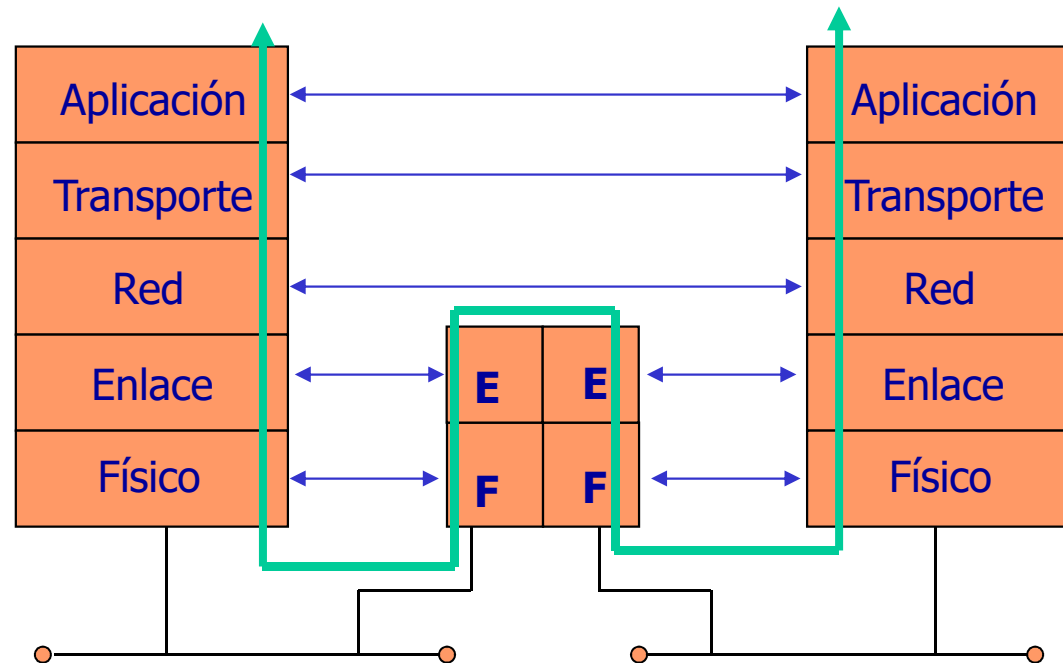 Aplicación
Transporte
Red
Enlace
Físico
E E
F F
Aplicación
Transporte
Red
Enlace
Físico